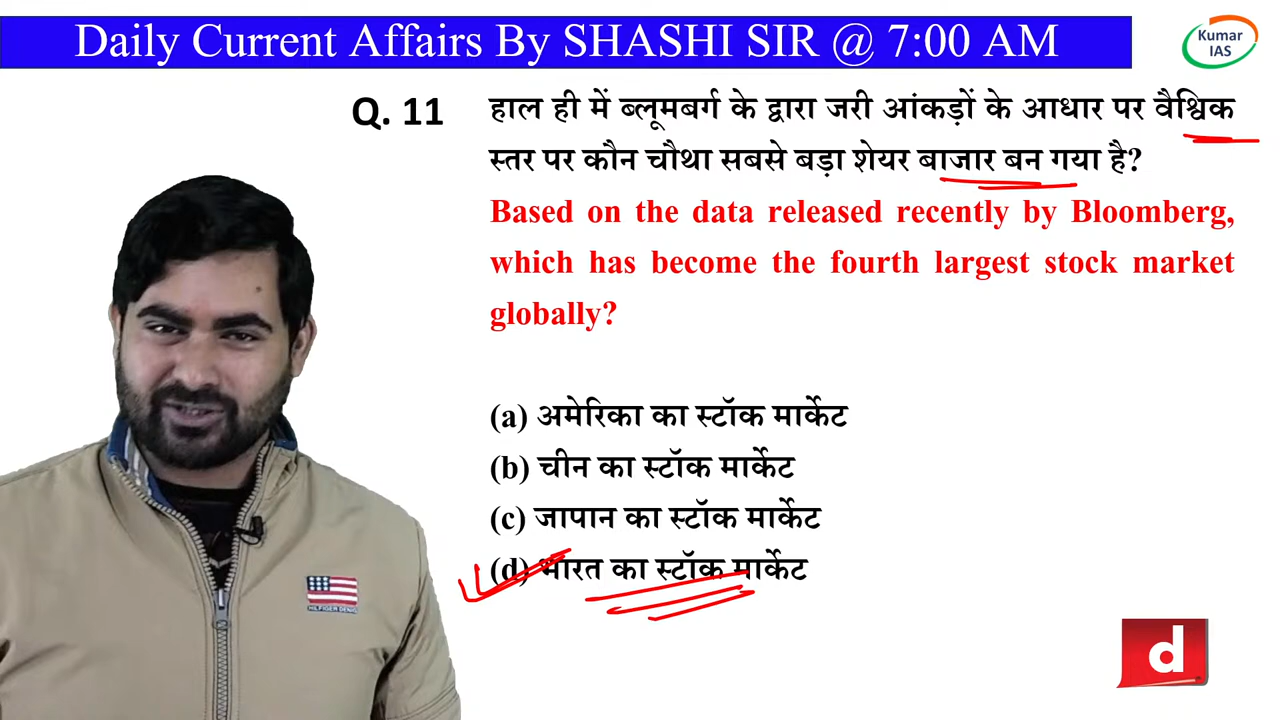 Daily Current Affairs By SHASHI SIR @ 7:00 AM
Kumar
IAS
Q. 11
हाल ही में ब्लूमबर्ग के द्वारा जरी आंकड़ों के आधार पर वैश्विक
स्तर पर कौन चौथा सबसे बड़ा शेयर बाजार बन गया है?
Based on the data released recently by Bloomberg,
which has become the fourth largest stock market
globally?
(a) अमेरिका का स्टॉक मार्केट
(b) चीन का स्टॉक मार्केट
(c) जापान का स्टॉक मार्केट
(d) भारत का स्टॉक मार्केट
HILFIGER DENIM
d